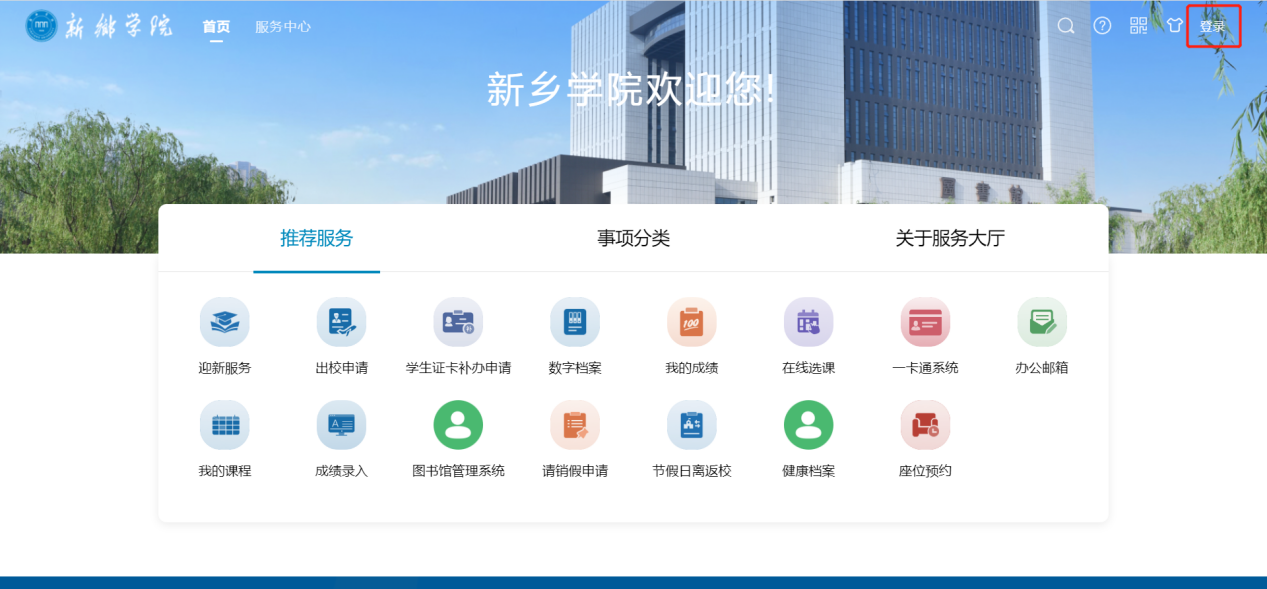 新鄉学院 首页 服务中心 登录
新乡学院欢迎您!
圖書館
推荐服务 事项分类 关于服务大厅
迎新服务 出校申请 学生证卡补办申请 数字档案 我的成绩 在线选课 一卡通系统 办公邮箱
我的课程 成绩录入 图书馆管理系统 请销假申请 节假日离返校 健康档案 座位预约